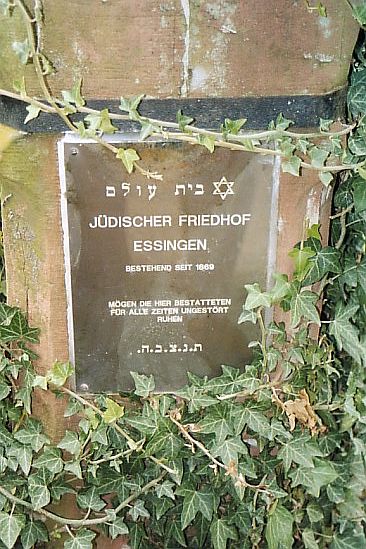 בית עולם
JÜDISCHER FRIEDHOF
ESSINGEN
BESTEHEND SEIT 1869
MÖGEN DIE HIER BESTATTETEN
FÜR ALLE ZEITEN UNGESTÖRT
RUHEN
ת.נ.צ.ב.ה.